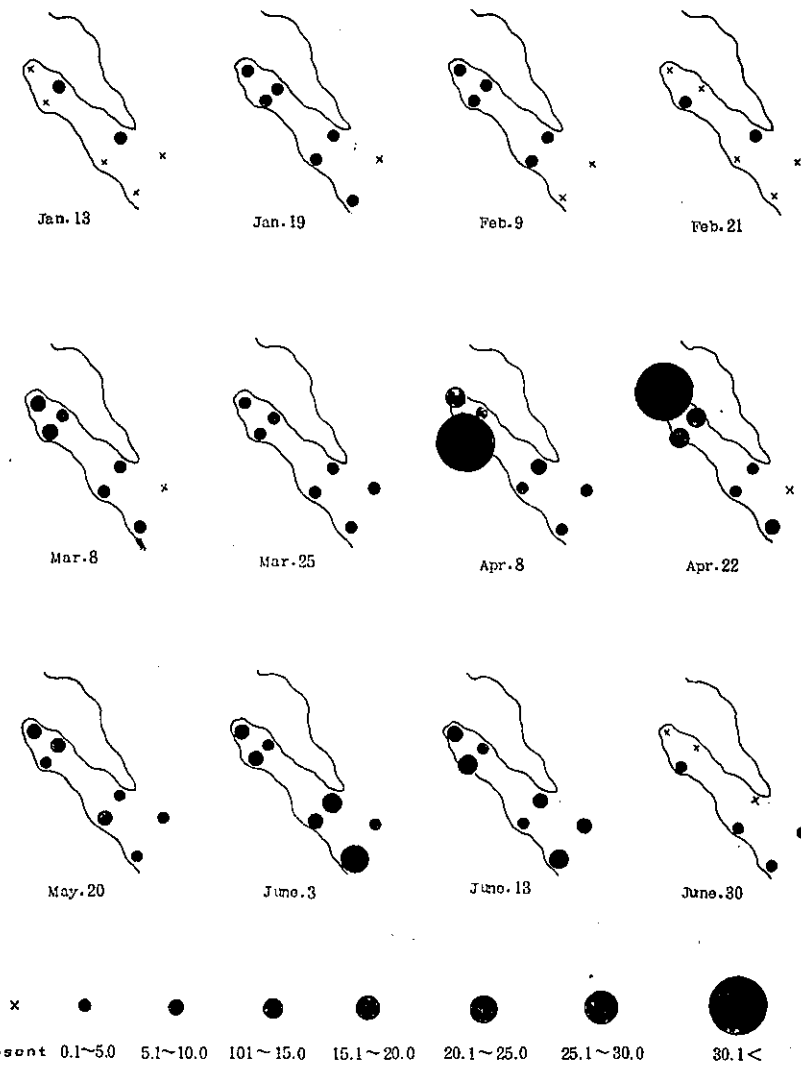 Jan.13 Jan.19 Feb.9 Feb.21
Mar.8 Mar.25 Apr.8 Apr.22
May.20 June.3 June.13 June.30
sent 0.1~5.0 5.1~10.0 101~15.0 15.1~20.0 20.1~25.0 25.1~30.0 30.1<